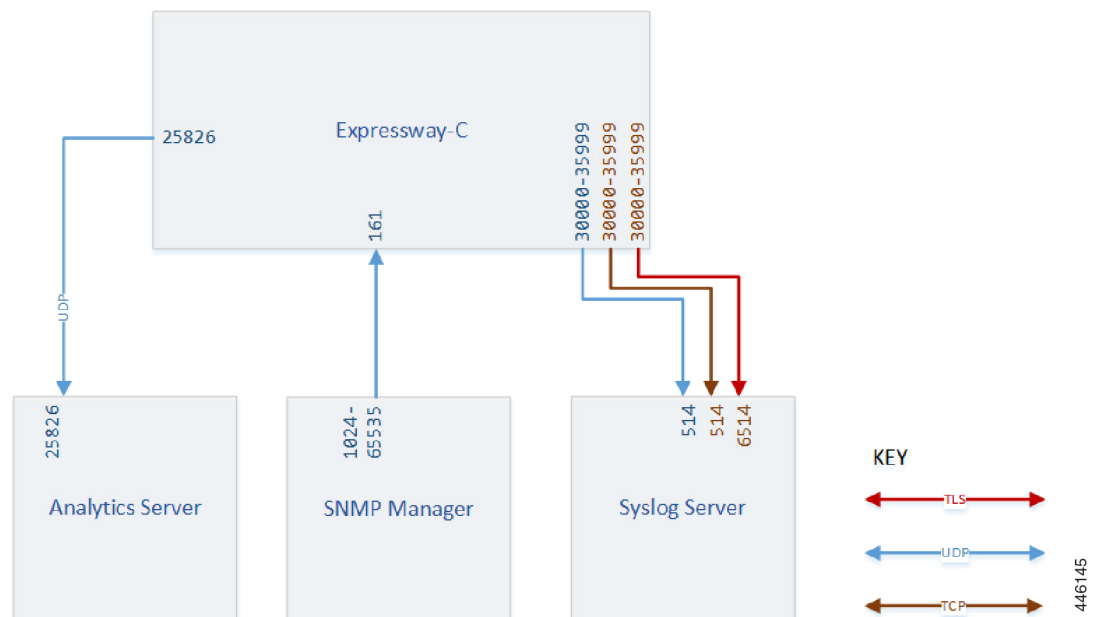 Expressway-C
25826
161
30000-35999
30000-35999
30000-35999
UDP
25826
Analytics Server
1024-
65535
SNMP Manager
514
514
6514
Syslog Server
KEY
TLS
UDP
TCP
446145